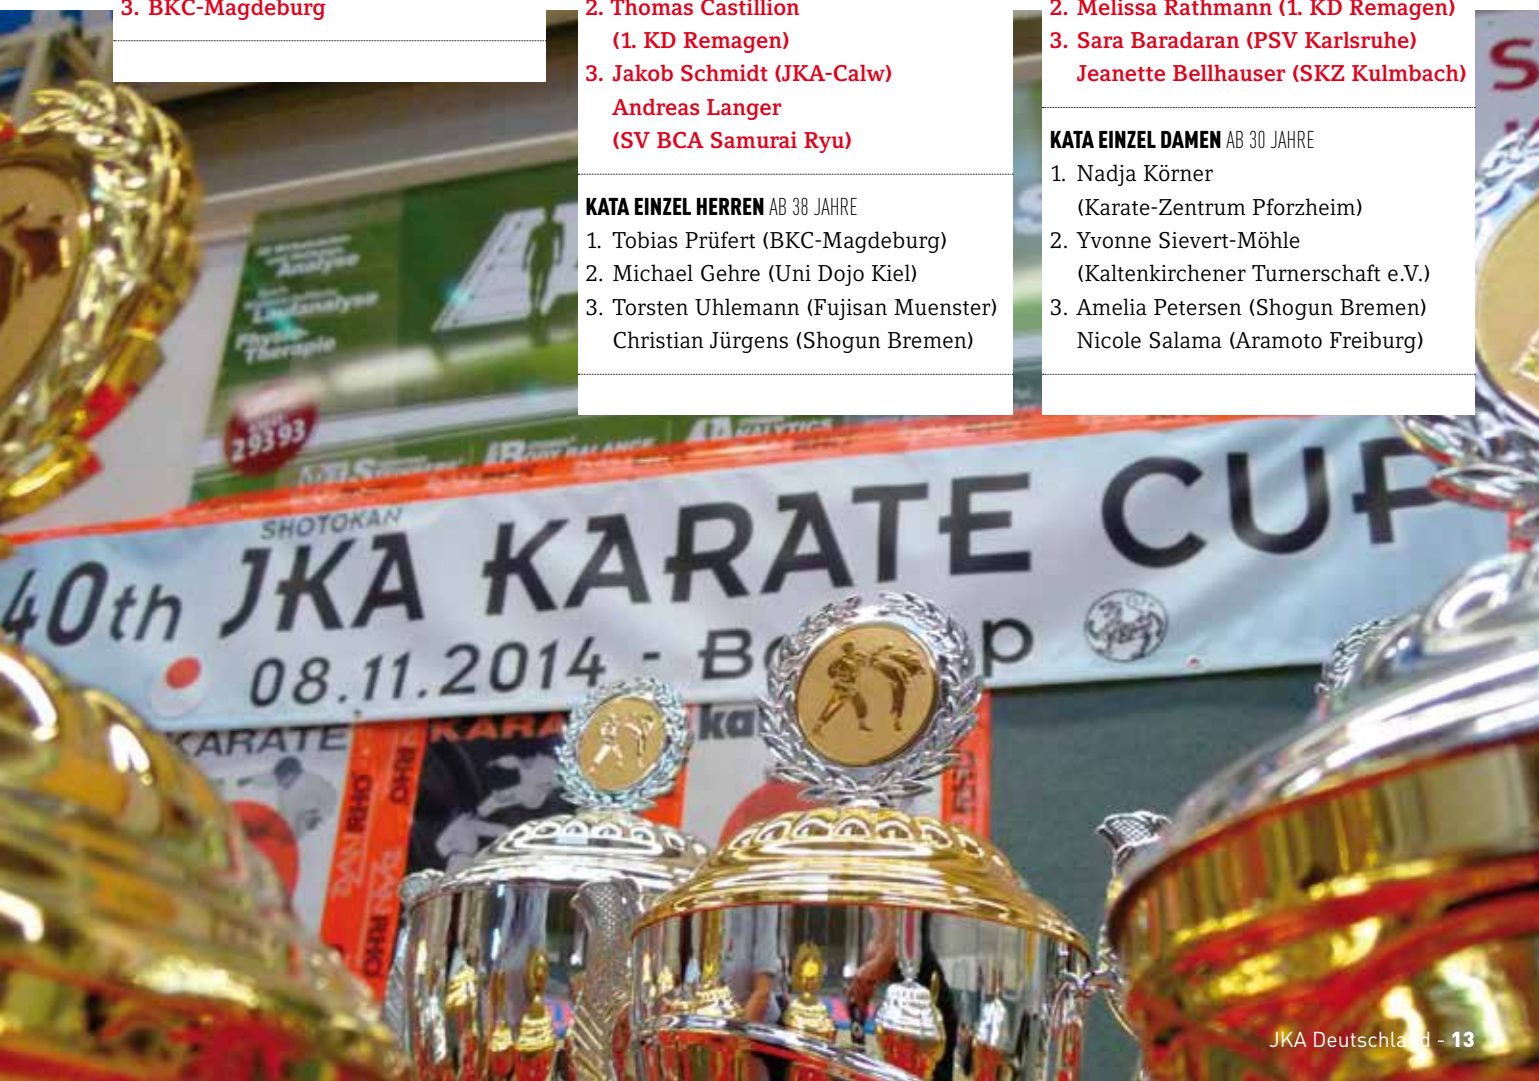 3. BKC-Magdeburg
2. Thomas Castillion
(1. KD Remagen)
3. Jakob Schmidt (JKA-Calw)
Andreas Langer
(SV BCA Samurai Ryu)
KATA EINZEL HERREN AB 38 JAHRE
1. Tobias Prüfert (BKC-Magdeburg)
2. Michael Gehre (Uni Dojo Kiel)
3. Torsten Uhlemann (Fujisan Muenster)
Christian Jürgens (Shogun Bremen)
2. Melissa Rathmann (1. KD Remagen)
3. Sara Baradaran (PSV Karlsruhe)
Jeanette Bellhauser (SKZ Kulmbach)
KATA EINZEL DAMEN AB 30 JAHRE
1. Nadja Körner
(Karate-Zentrum Pforzheim)
2. Yvonne Sievert-Möhle
(Kaltenkirchener Turnerschaft e.V.)
3. Amelia Petersen (Shogun Bremen)
Nicole Salama (Aramoto Freiburg)
Analyse
Laufanalyse
Physio-
Therapie
29393
BODY BALANCE
ANALYTICS
SHOTOKAN
40th JKA KARATE CUP
08.11.2014 -
KARATE
JKA Deutschland - 13